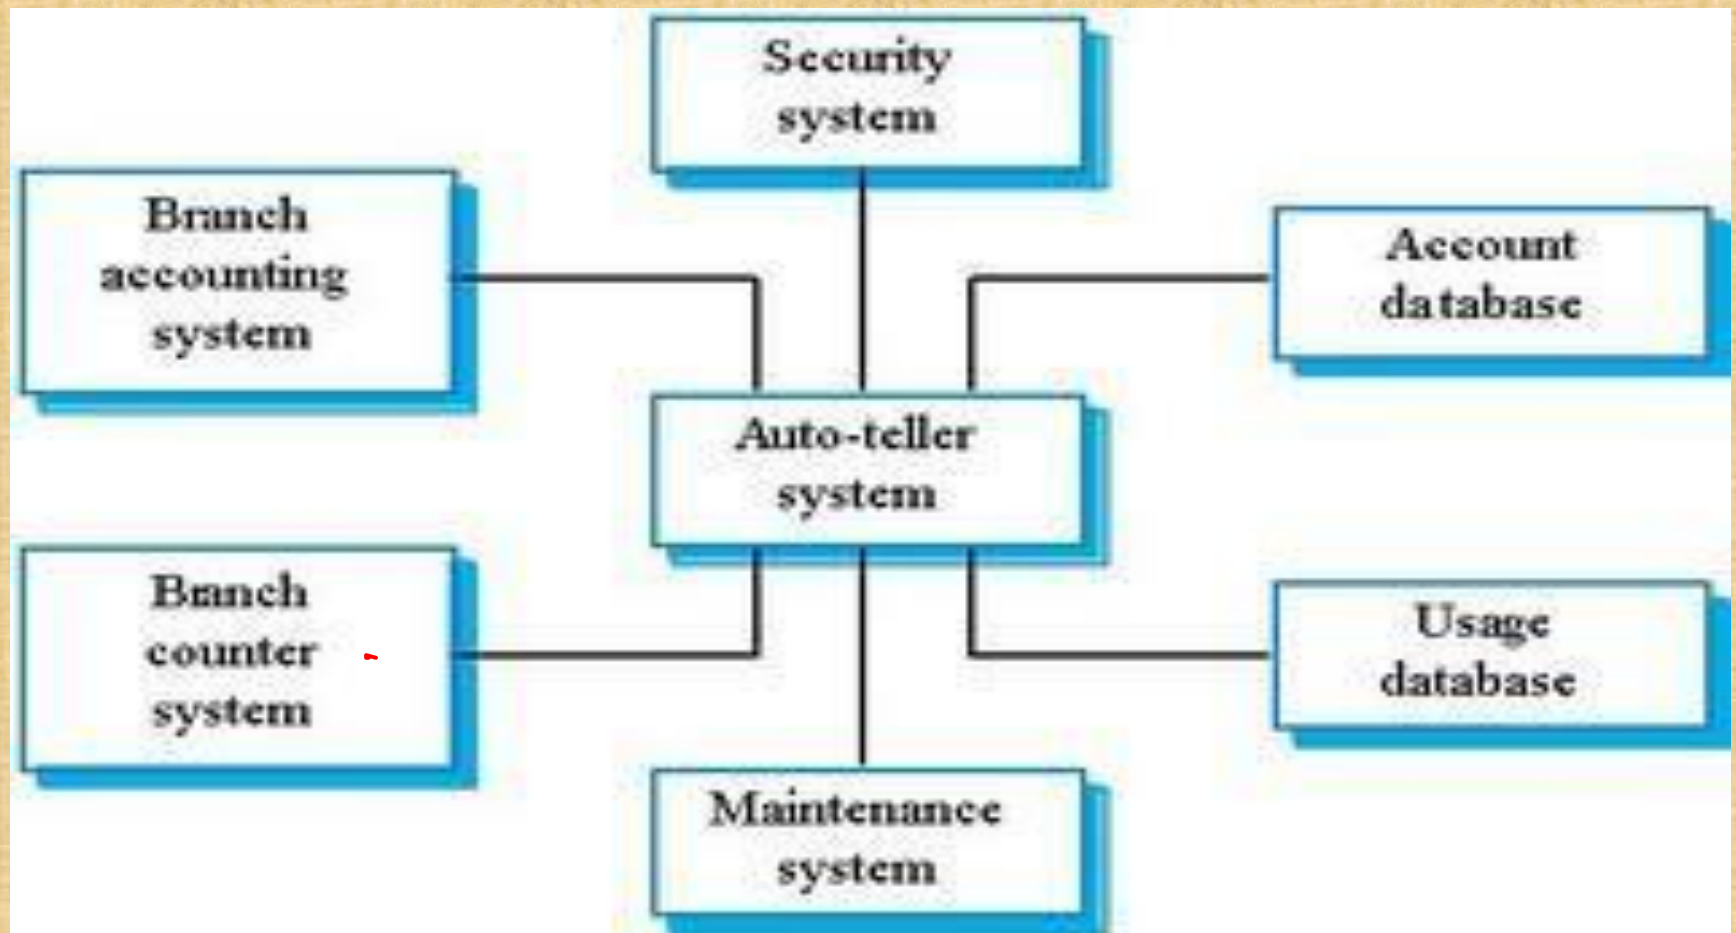 Security
system
Branch
accounting
system
Account
database
Auto-teller
system
Branch
counter
system
Usage
database
Maintenance
system